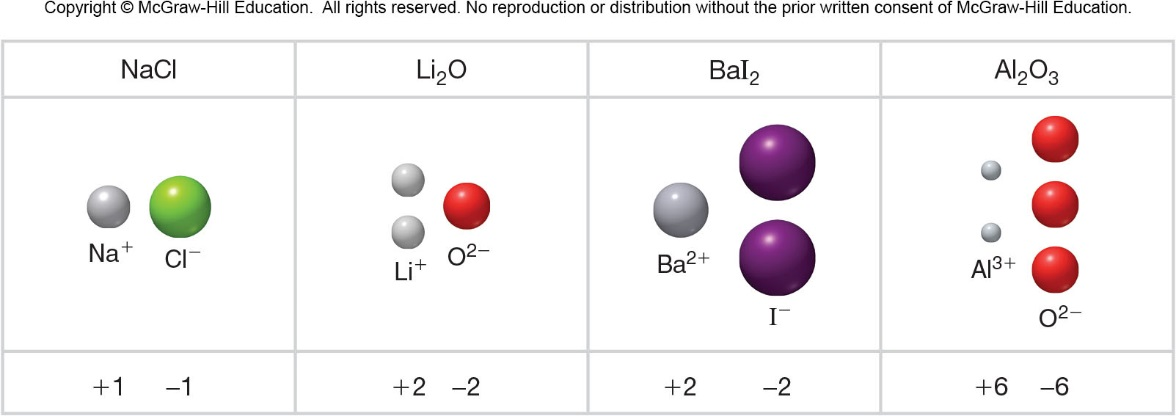 Copyright © McGraw-Hill Education.  All rights reserved. No reproduction or distribution without the prior written consent of McGraw-Hill Education.
NaCl Li₂O BaI₂ Al₂O₃
Na⁺ Cl⁻ Li⁺ O²⁻ Ba²⁺ I⁻ Al³⁺ O²⁻
+1 –1 +2 –2 +2 –2 +6 –6